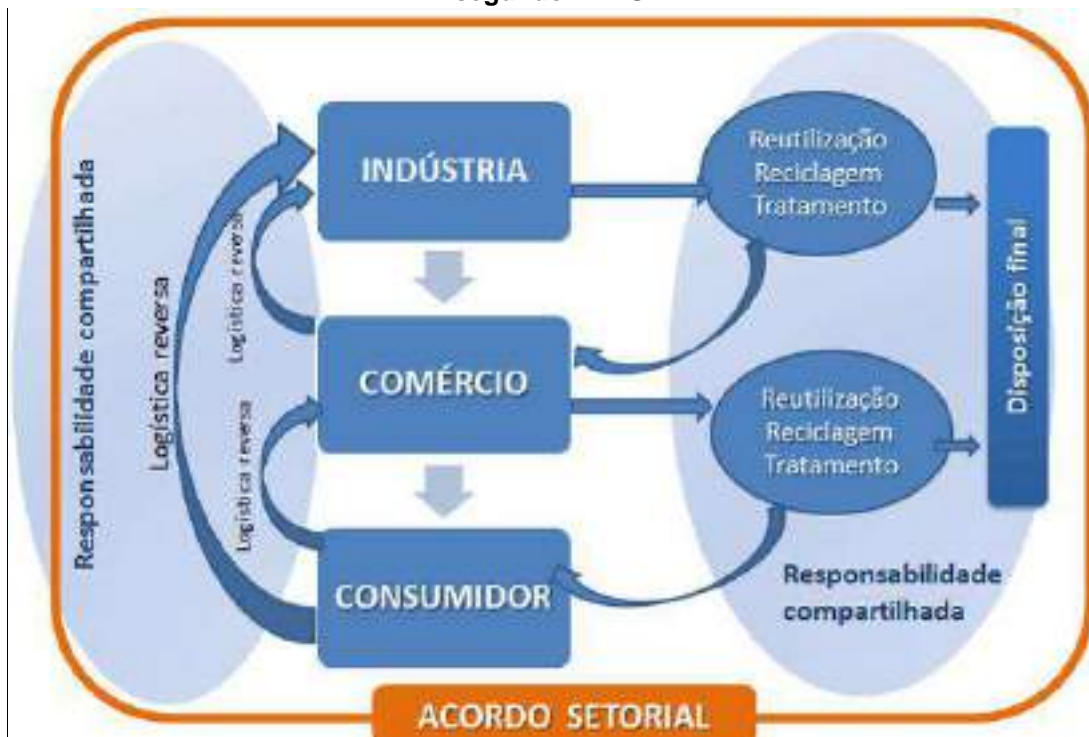 INDÚSTRIA
COMÉRCIO
CONSUMIDOR
Responsabilidade compartilhada
Logística reversa
Logística reversa
Logística reversa
Reutilização
Reciclagem
Tratamento
Reutilização
Reciclagem
Tratamento
Disposição final
Responsabilidade
compartilhada
ACORDO SETORIAL